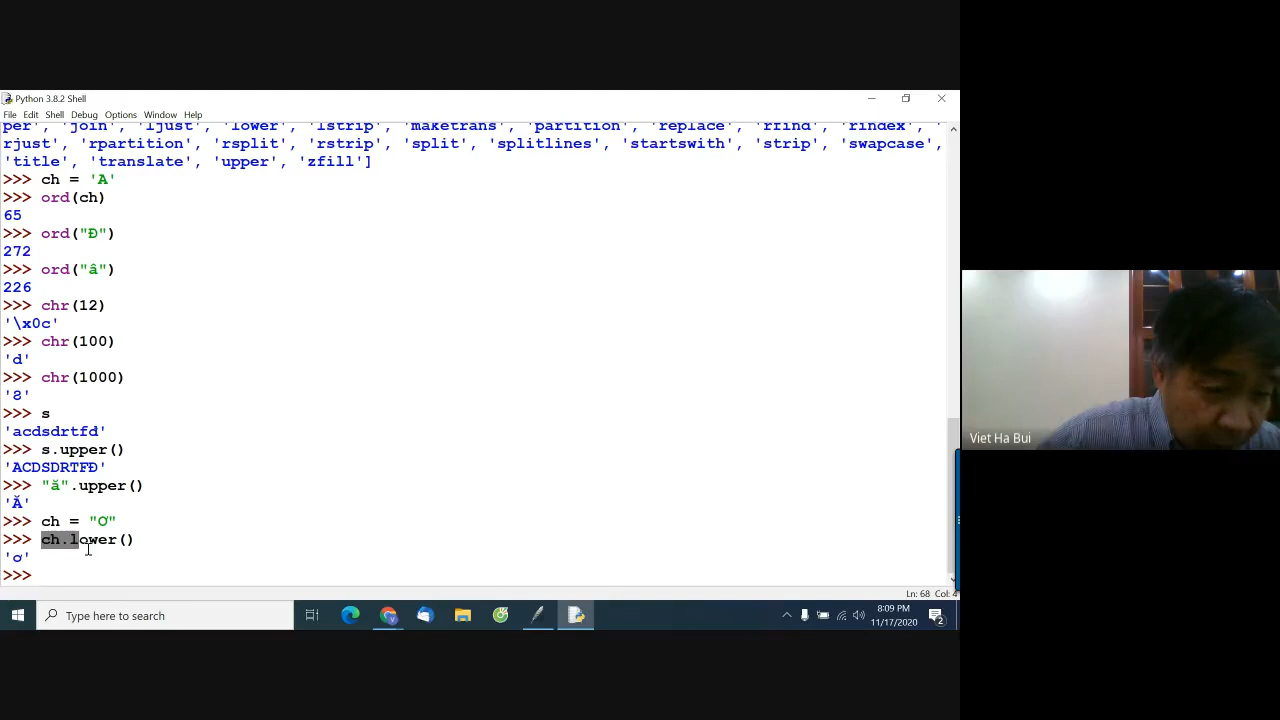 Python 3.8.2 Shell
File Edit Shell Debug Options Window Help
per', 'join', 'ljust', 'lower', 'lstrip', 'maketrans', 'partition', 'replace', 'rfind', 'rindex', '
rjust', 'rpartition', 'rsplit', 'rstrip', 'split', 'splitlines', 'startswith', 'strip', 'swapcase',
'title', 'translate', 'upper', 'zfill']
>>> ch = 'A'
>>> ord(ch)
65
>>> ord("Đ")
272
>>> ord("â")
226
>>> chr(12)
'\x0c'
>>> chr(100)
'd'
>>> chr(1000)
'Ϩ'
>>> s
'acdsdrtfđ'
>>> s.upper()
'ACDSDRTFĐ'
>>> "ă".upper()
'Ă'
>>> ch = "Ơ"
>>> ch.lower()
'ơ'
>>>
Ln: 68 Col: 4
Type here to search
8:09 PM
11/17/2020
2
Viet Ha Bui